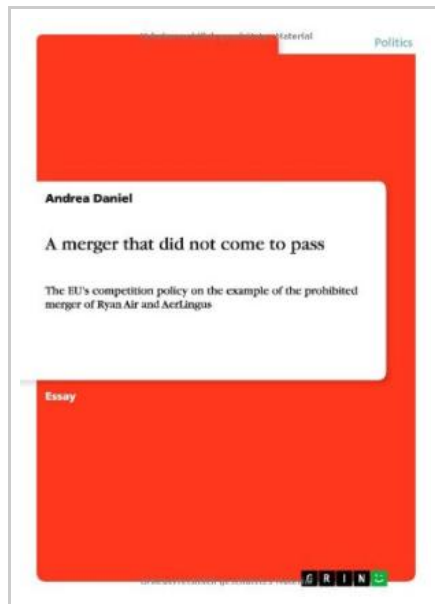 Politics
Andrea Daniel
A merger that did not come to pass
The EU's competition policy on the example of the prohibited
merger of Ryan Air and AerLingus
Essay
GRIN